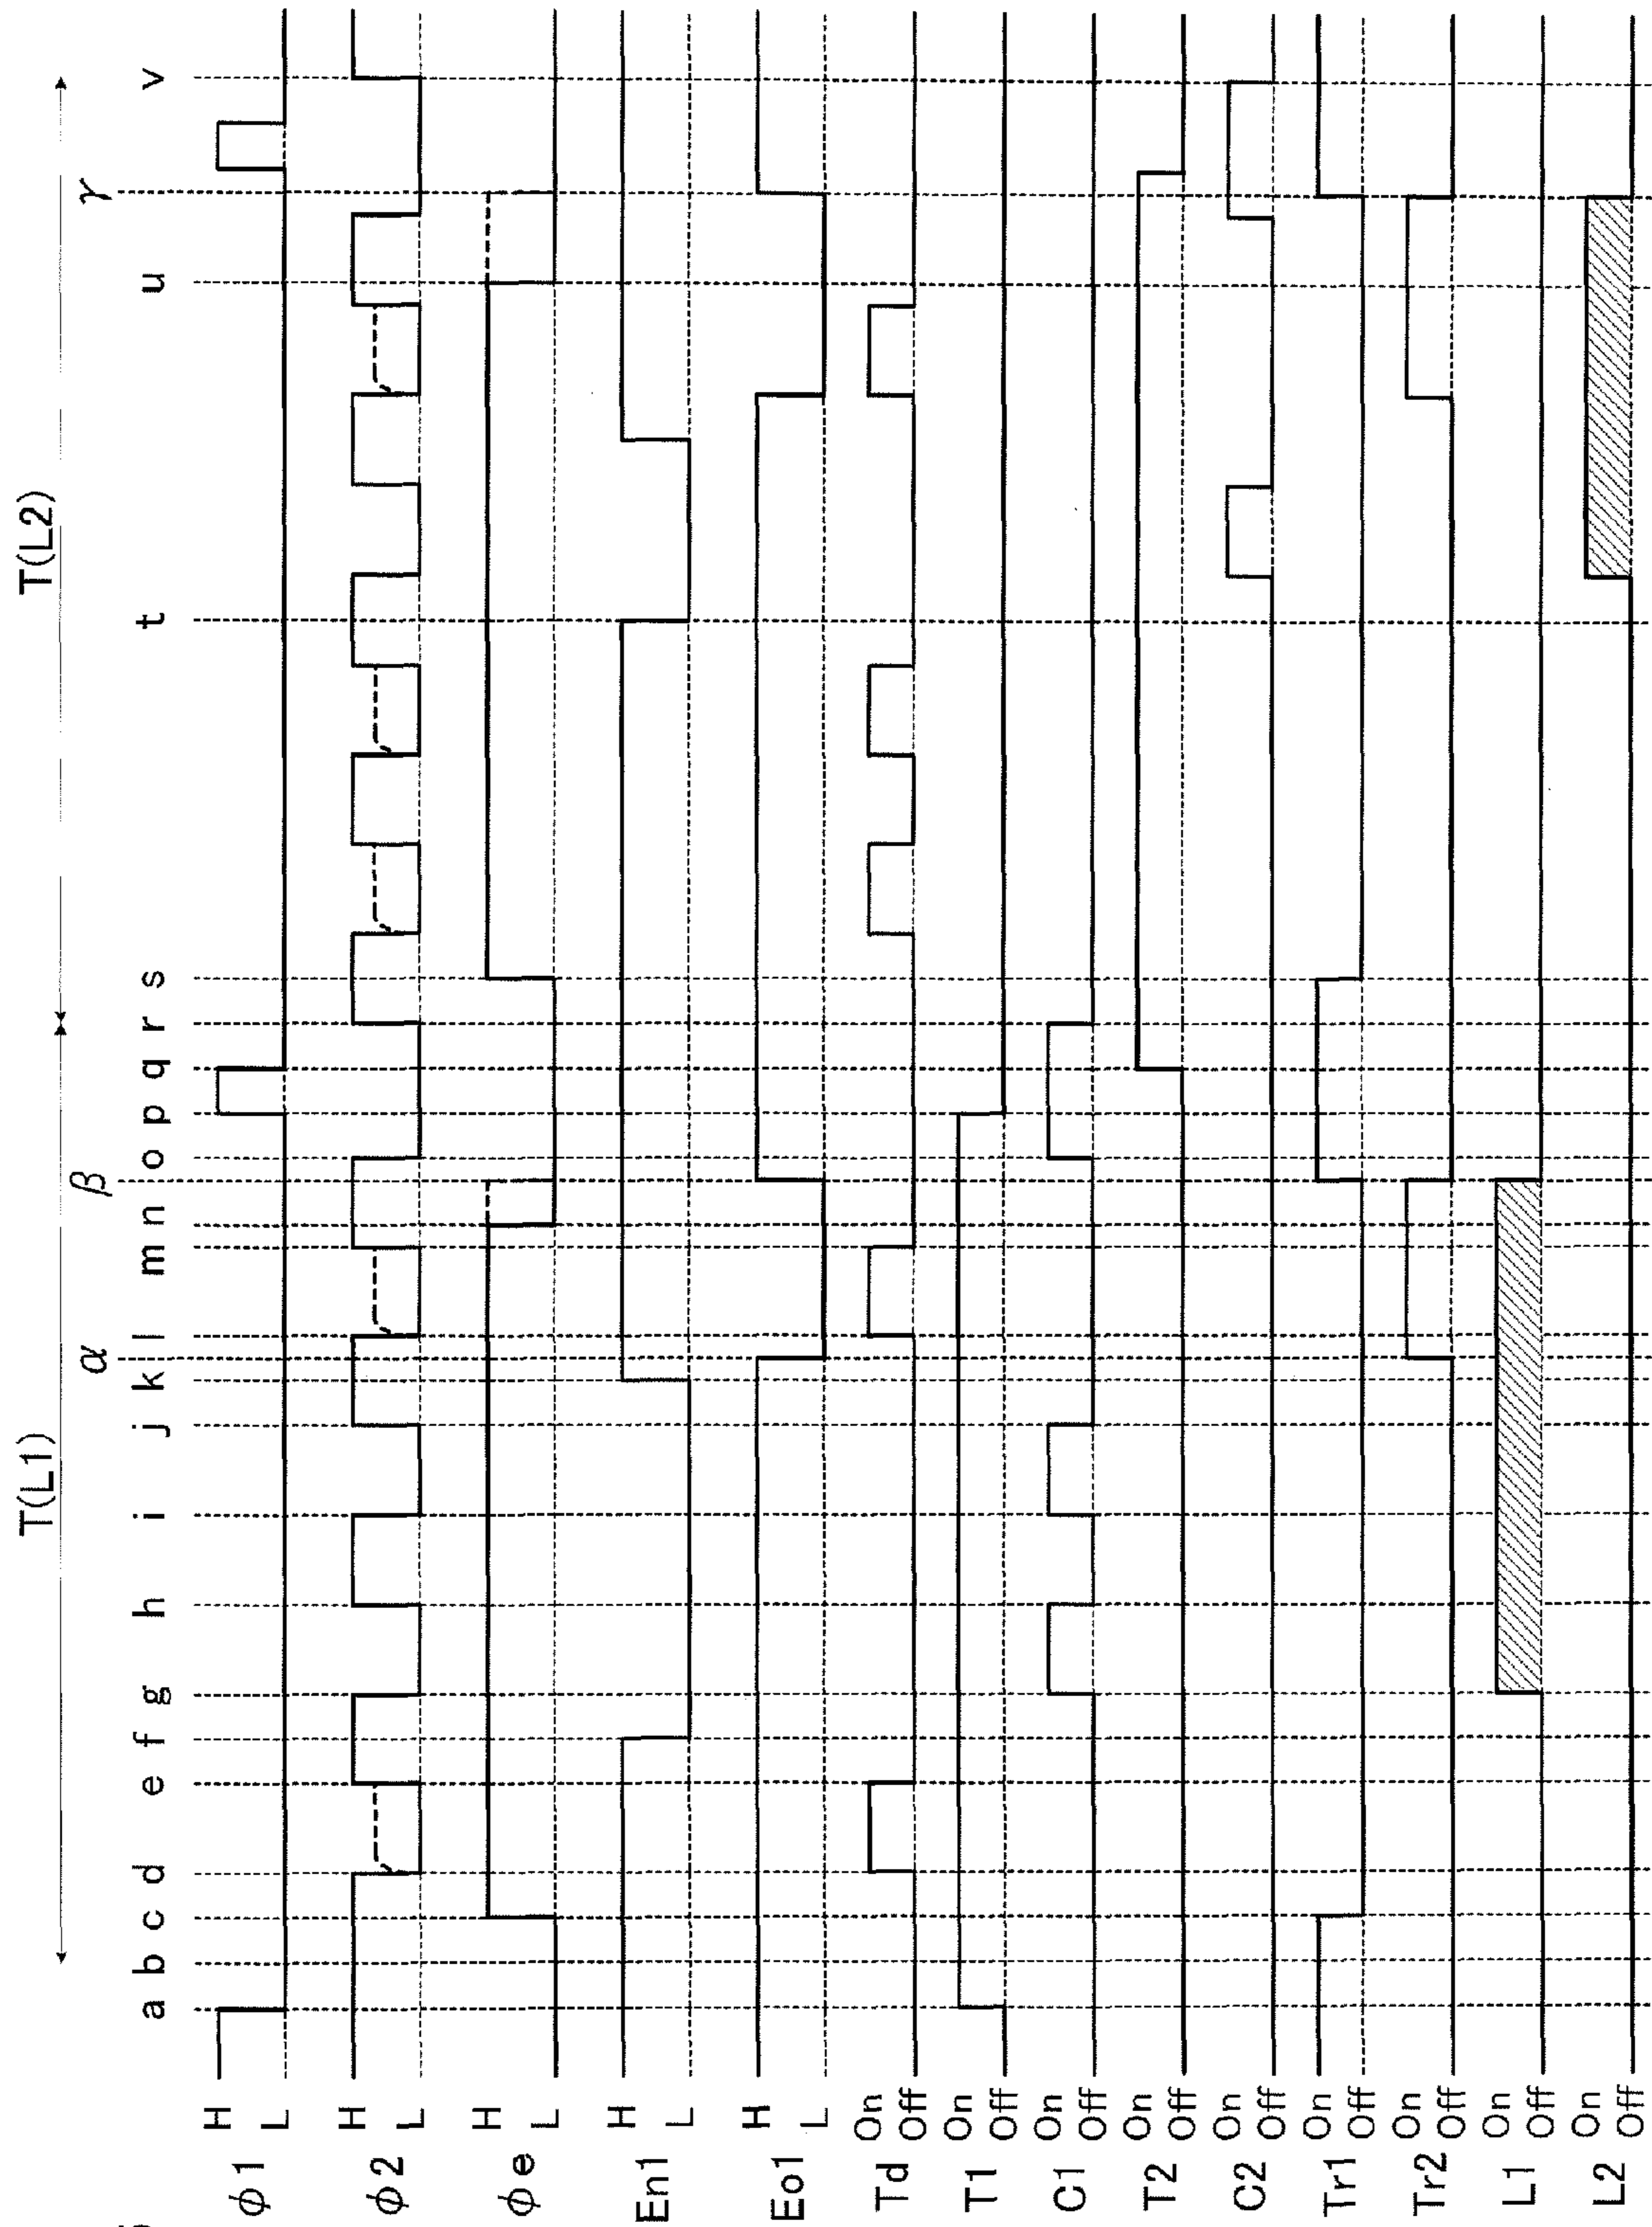 T(L1) T(L2)
α β γ
a b c d e f g h i j k l m n o p q r s t u v
φ1 H L
φ2 H L
φe H L
En1 H L
Eo1 H L
Td On Off
T1 On Off
C1 On Off
T2 On Off
C2 On Off
Tr1 On Off
Tr2 On Off
L1 On Off
L2 On Off